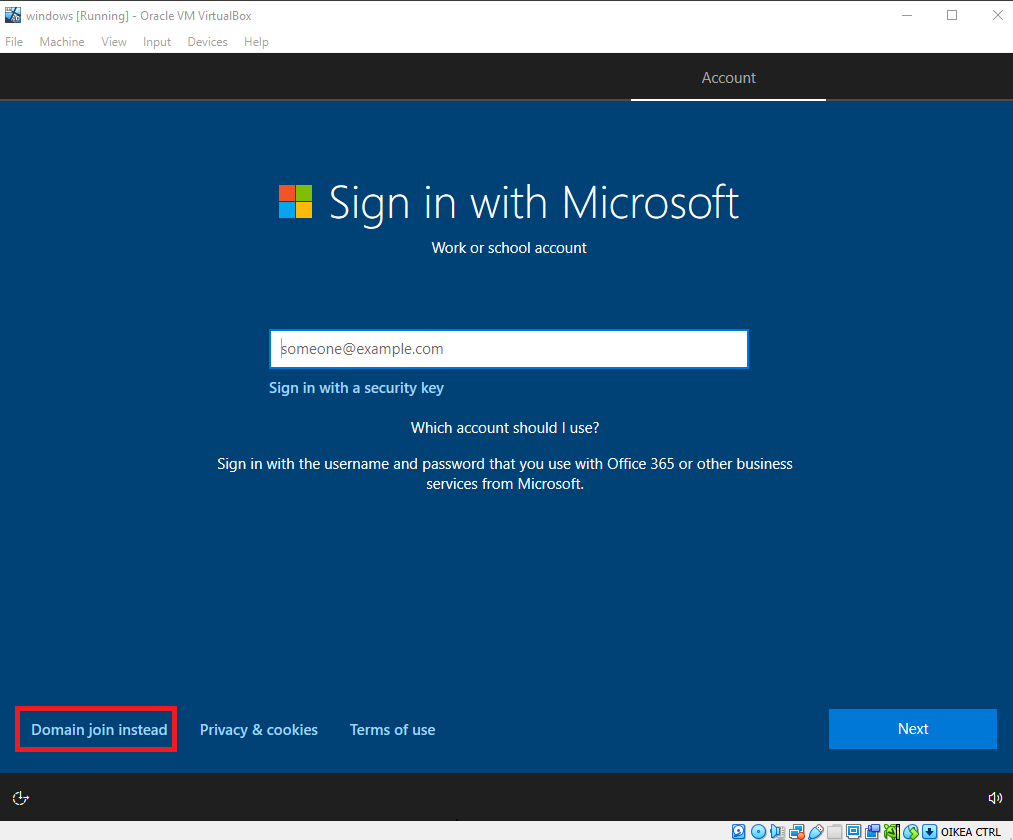 windows [Running] - Oracle VM VirtualBox
File Machine View Input Devices Help
Account
Sign in with Microsoft
Work or school account
someone@example.com
Sign in with a security key
Which account should I use?
Sign in with the username and password that you use with Office 365 or other business
services from Microsoft.
Domain join instead Privacy & cookies Terms of use Next
OIKEA CTRL